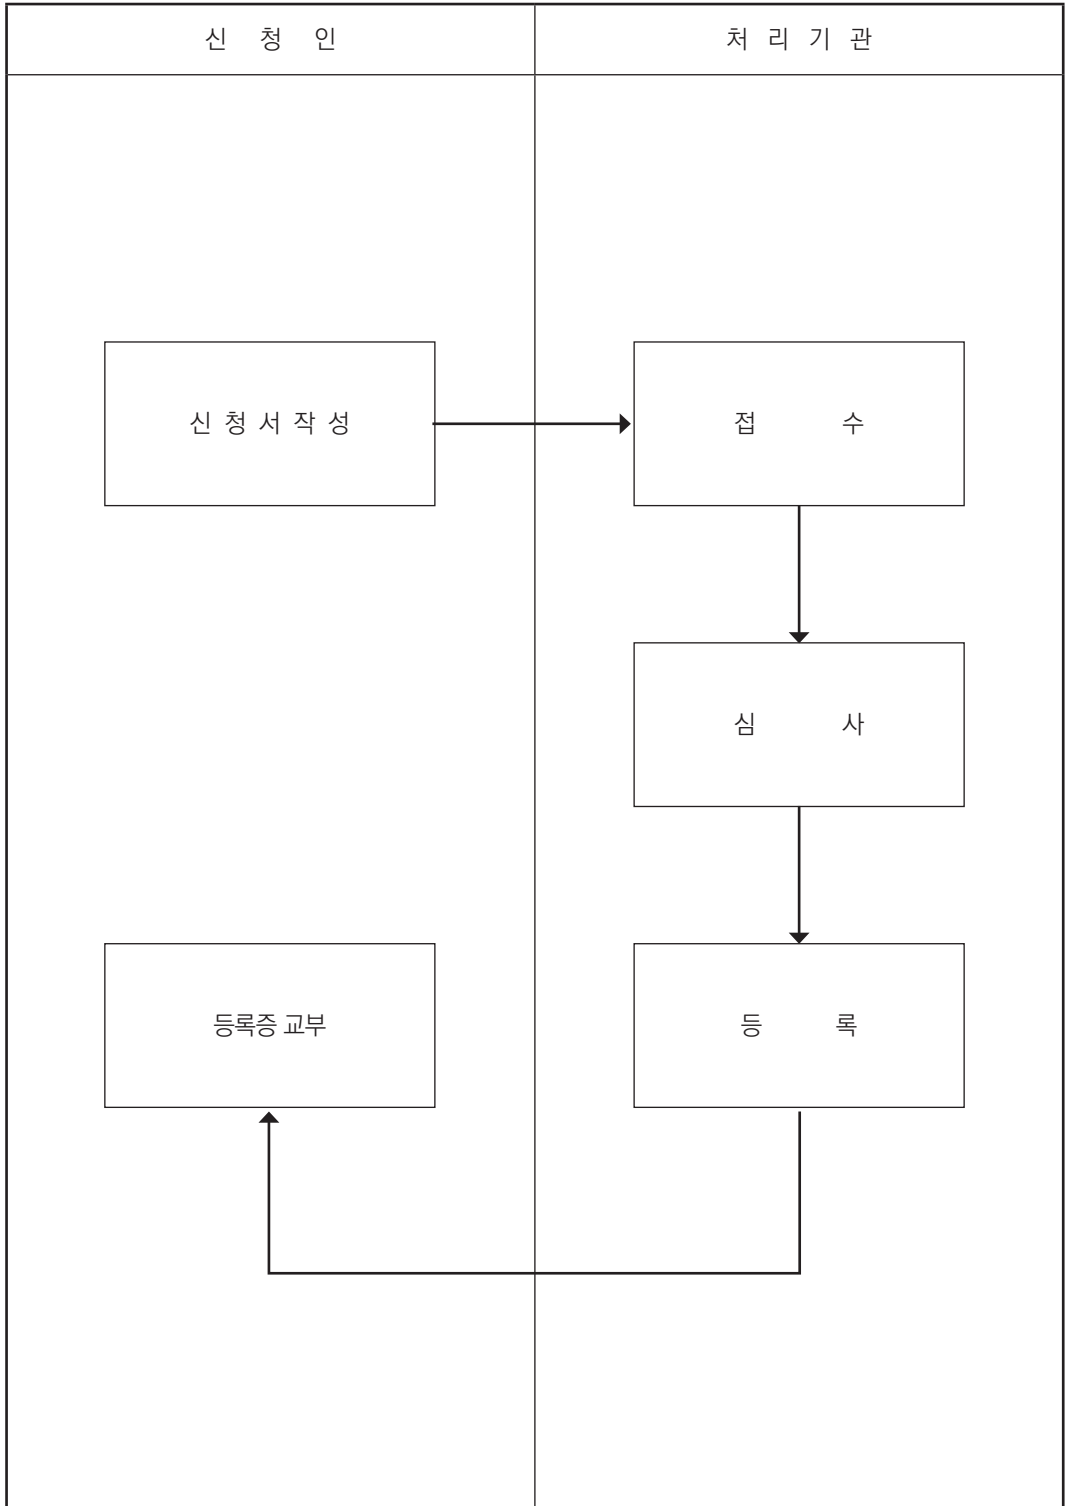 신 청 인
처 리 기 관
신 청 서 작 성
접 수
심 사
등록증 교부
등 록